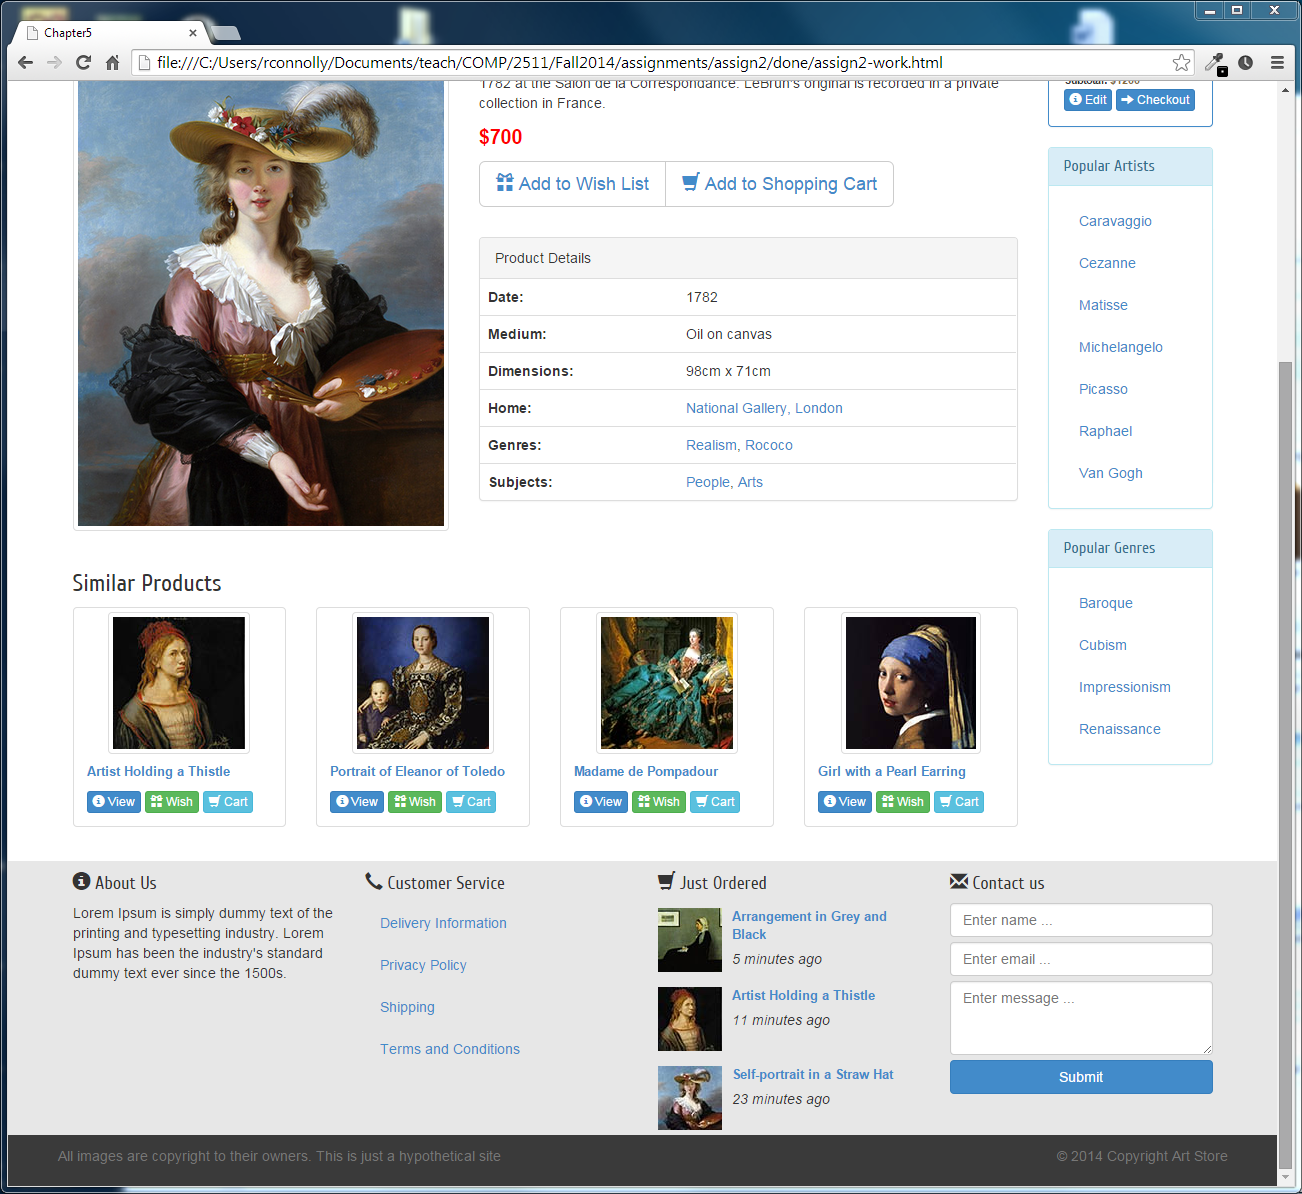 Chapter5
file:///C:/Users/rconnolly/Documents/teach/COMP/2511/Fall2014/assignments/assign2/done/assign2-work.html
1782 at the Salon de la Correspondance. LeBrun's original is recorded in a private
collection in France.
$700
Add to Wish List
Add to Shopping Cart
Product Details
Date: 1782
Medium: Oil on canvas
Dimensions: 98cm x 71cm
Home: National Gallery, London
Genres: Realism, Rococo
Subjects: People, Arts
Subtotal: $1200
Edit
Checkout
Popular Artists
Caravaggio
Cezanne
Matisse
Michelangelo
Picasso
Raphael
Van Gogh
Popular Genres
Baroque
Cubism
Impressionism
Renaissance
Similar Products
Artist Holding a Thistle
View Wish Cart
Portrait of Eleanor of Toledo
View Wish Cart
Madame de Pompadour
View Wish Cart
Girl with a Pearl Earring
View Wish Cart
About Us
Lorem Ipsum is simply dummy text of the
printing and typesetting industry. Lorem
Ipsum has been the industry's standard
dummy text ever since the 1500s.
Customer Service
Delivery Information
Privacy Policy
Shipping
Terms and Conditions
Just Ordered
Arrangement in Grey and
Black
5 minutes ago
Artist Holding a Thistle
11 minutes ago
Self-portrait in a Straw Hat
23 minutes ago
Contact us
Enter name ...
Enter email ...
Enter message ...
Submit
All images are copyright to their owners. This is just a hypothetical site
© 2014 Copyright Art Store